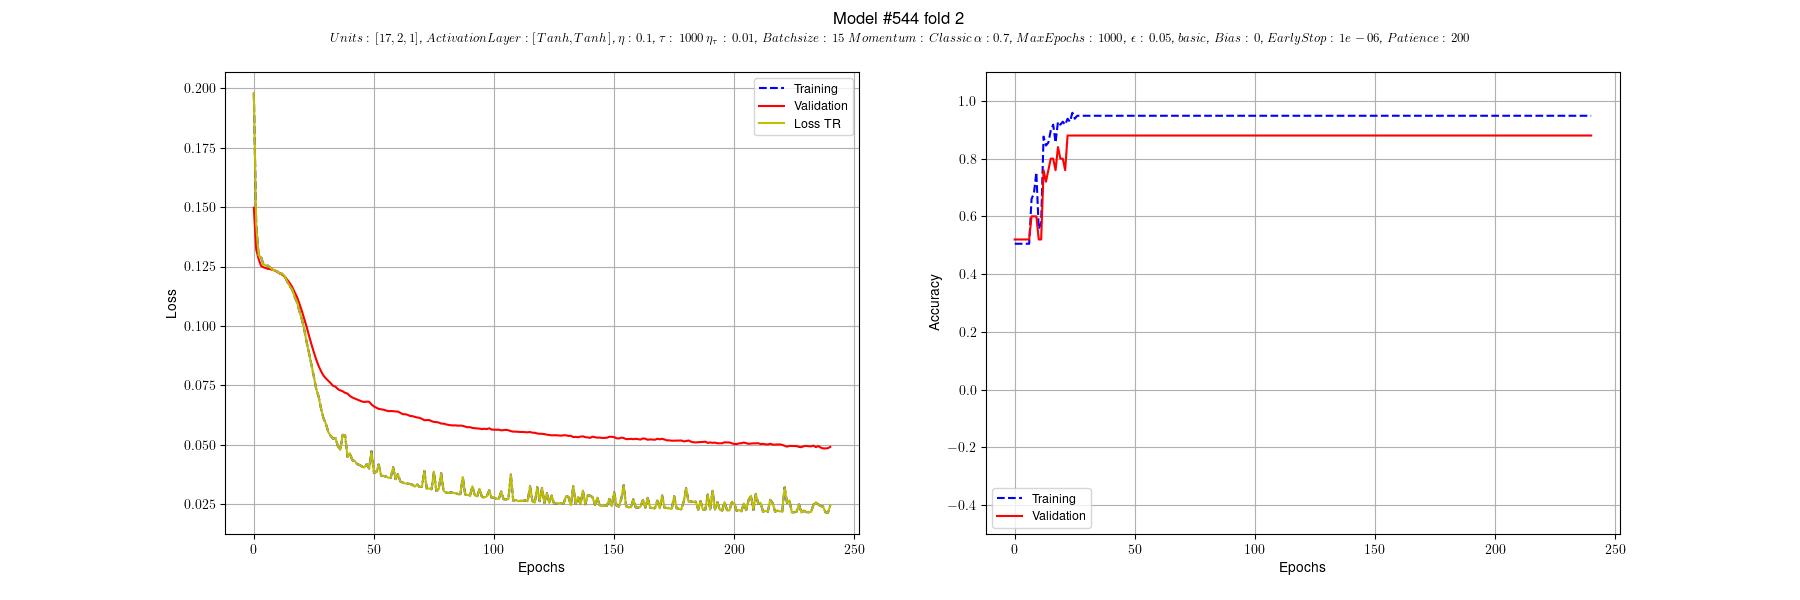 Model #544 fold 2
Units : [17, 2, 1], ActivationLayer : [Tanh, Tanh], η : 0.1, τ : 1000 η_τ : 0.01, Batchsize : 15 Momentum : Classic α : 0.7, MaxEpochs : 1000, ϵ : 0.05, basic, Bias : 0, EarlyStop : 1e − 06, Patience : 200
0.200
0.175
0.150
0.125
0.100
0.075
0.050
0.025
Loss
0 50 100 150 200 250
Epochs
Training
Validation
Loss TR
1.0
0.8
0.6
0.4
0.2
0.0
−0.2
−0.4
Accuracy
0 50 100 150 200 250
Epochs
Training
Validation